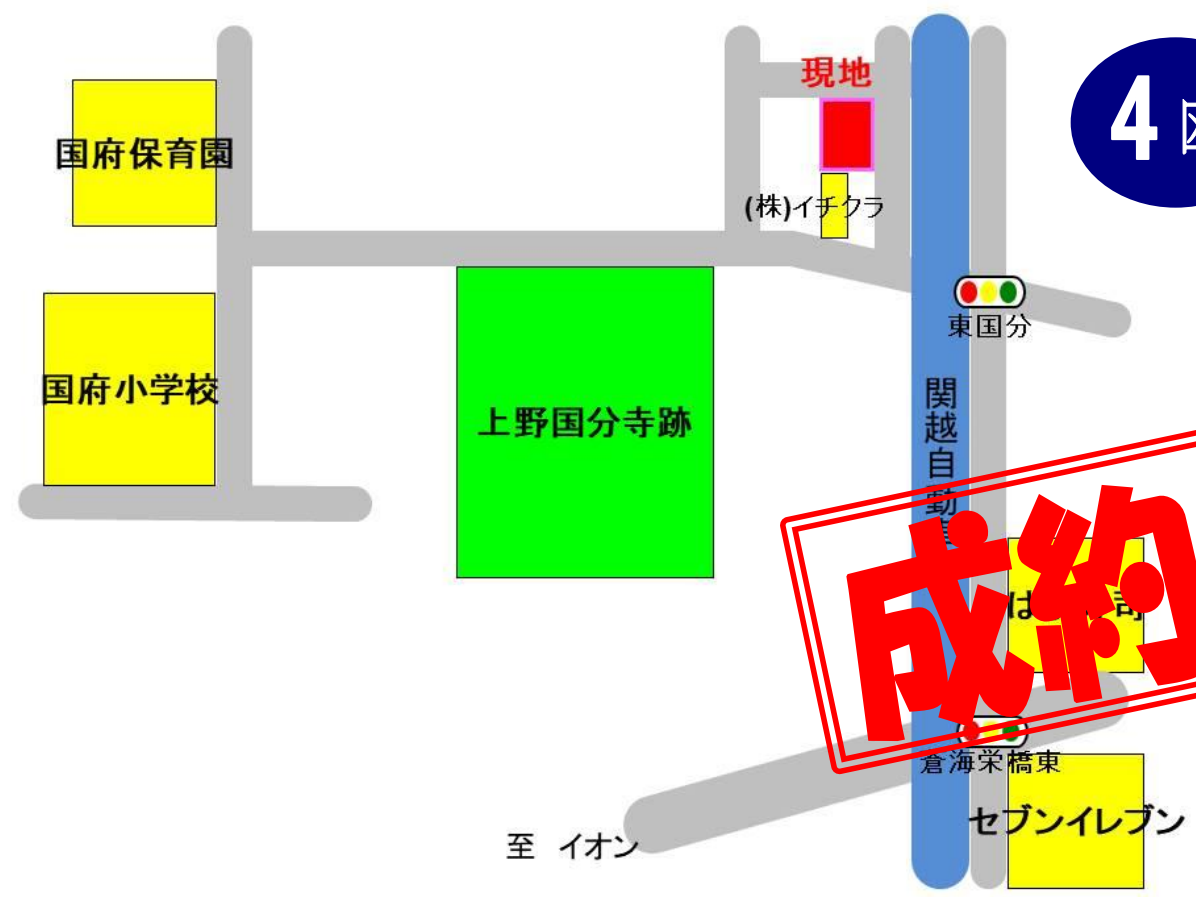 現地
4
国府保育園
(株)イチクラ
東国分
国府小学校
上野国分寺跡
関越自動
成約
は
司
倉海栄橋東
セブンイレブン
至 イオン